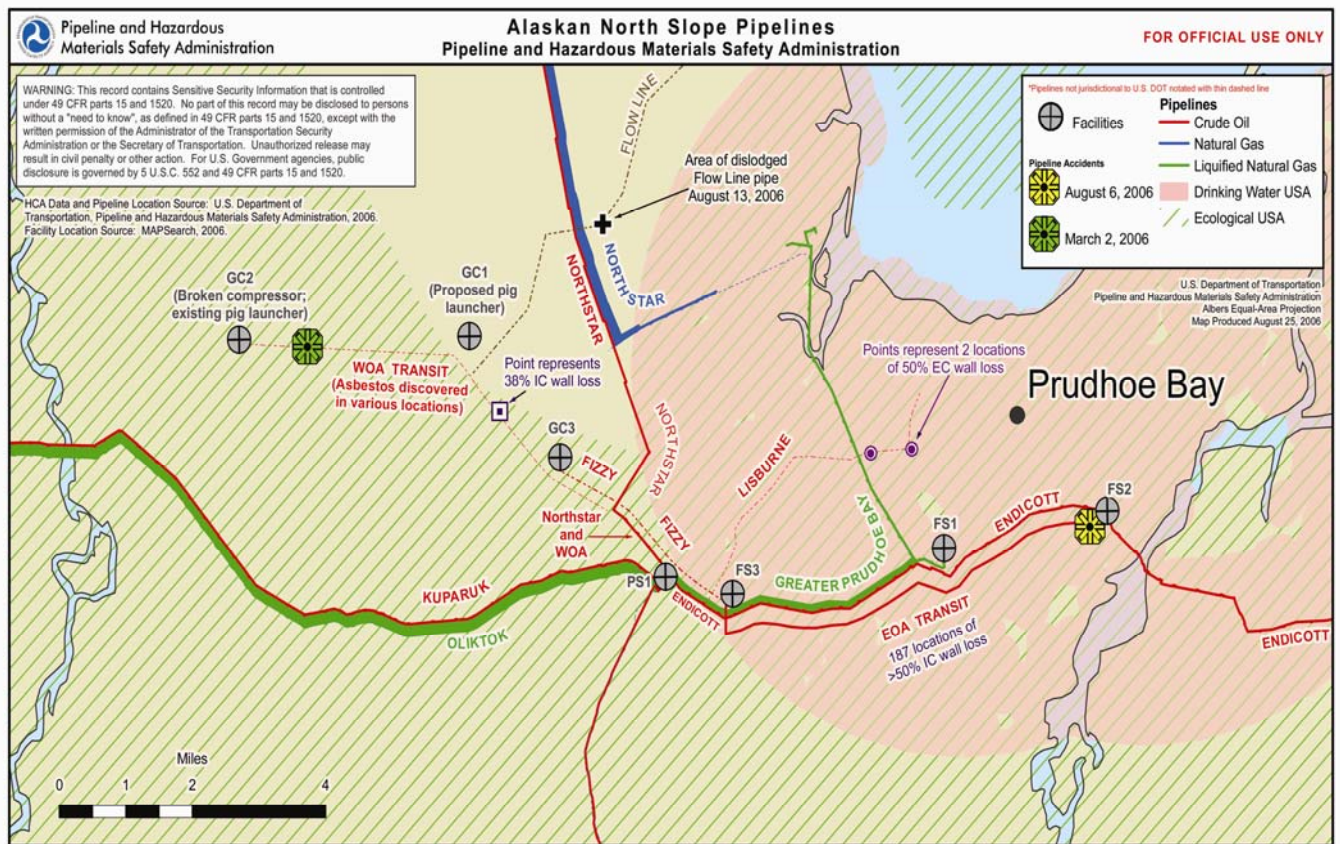 Pipeline and Hazardous
Materials Safety Administration
Alaskan North Slope Pipelines
Pipeline and Hazardous Materials Safety Administration
FOR OFFICIAL USE ONLY
WARNING: This record contains Sensitive Security Information that is controlled
under 49 CFR parts 15 and 1520. No part of this record may be disclosed to persons
without a "need to know", as defined in 49 CFR parts 15 and 1520, except with the
written permission of the Administrator of the Transportation Security
Administration or the Secretary of Transportation. Unauthorized release may
result in civil penalty or other action. For U.S. Government agencies, public
disclosure is governed by 5 U.S.C. 552 and 49 CFR parts 15 and 1520.
HCA Data and Pipeline Location Source: U.S. Department of
Transportation, Pipeline and Hazardous Materials Safety Administration, 2006.
Facility Location Source: MAPSearch, 2006.
*Pipelines not jurisdictional to U.S. DOT notated with thin dashed line
Facilities
Pipeline Accidents
August 6, 2006
March 2, 2006
Pipelines
Crude Oil
Natural Gas
Liquified Natural Gas
Drinking Water USA
Ecological USA
U.S. Department of Transportation
Pipeline and Hazardous Materials Safety Administration
Albers Equal-Area Projection
Map Produced August 25, 2006
FLOW LINE
Area of dislodged
Flow Line pipe
August 13, 2006
NORTHSTAR
NORTHSTAR
GC2
(Broken compressor;
existing pig launcher)
GC1
(Proposed pig
launcher)
WOA TRANSIT
(Asbestos discovered
in various locations)
Point represents
38% IC wall loss
Points represent 2 locations
of 50% EC wall loss
Prudhoe Bay
NORTHSTAR
GC3
FIZZY
LISBURNE
Northstar
and
WOA
FIZZY
GREATER PRUDHOE BAY
FS1
ENDICOTT
FS2
PS1
FS3
KUPARUK
OLIKTOK
ENDICOTT
EOA TRANSIT
187 locations of
>50% IC wall loss
ENDICOTT
Miles
0 1 2 4